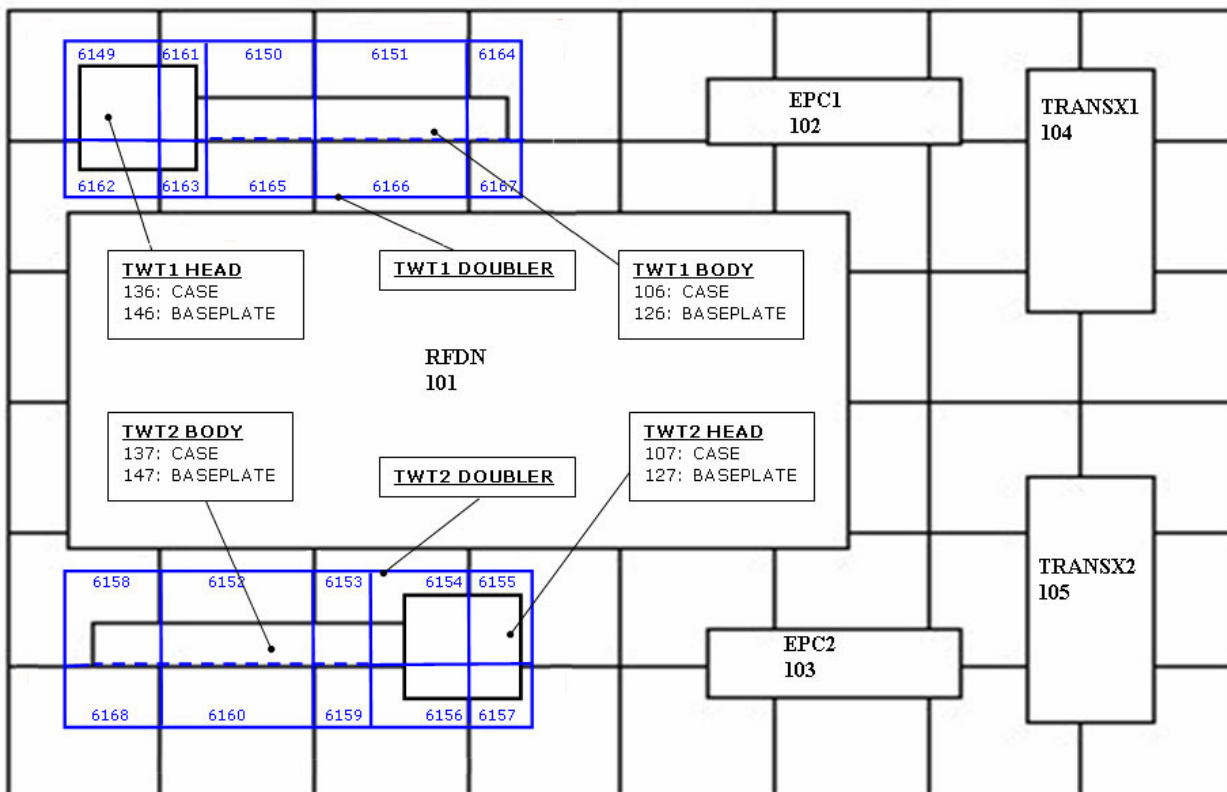 6149 6161 6150 6151 6164
EPC1
102
TRANSX1
104
6162 6163 6165 6166 6167
TWT1 HEAD
136: CASE
146: BASEPLATE
TWT1 DOUBLER
TWT1 BODY
106: CASE
126: BASEPLATE
RFDN
101
TWT2 BODY
137: CASE
147: BASEPLATE
TWT2 DOUBLER
TWT2 HEAD
107: CASE
127: BASEPLATE
6158 6152 6153 6154 6155
TRANSX2
105
EPC2
103
6168 6160 6159 6156 6157